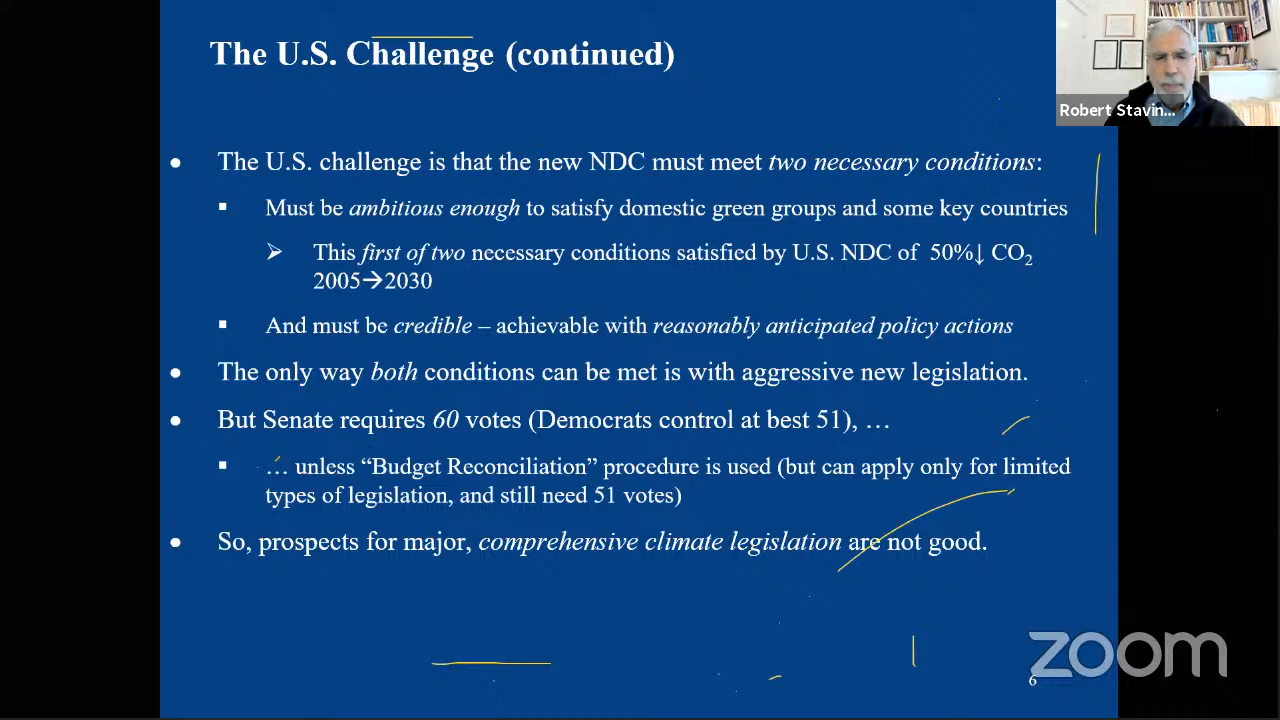 The U.S. Challenge (continued)
Robert Stavin...
• The U.S. challenge is that the new NDC must meet two necessary conditions:
▪ Must be ambitious enough to satisfy domestic green groups and some key countries
➢ This first of two necessary conditions satisfied by U.S. NDC of 50%↓ CO₂
2005→2030
▪ And must be credible – achievable with reasonably anticipated policy actions
• The only way both conditions can be met is with aggressive new legislation.
• But Senate requires 60 votes (Democrats control at best 51), …
▪ … unless “Budget Reconciliation” procedure is used (but can apply only for limited
types of legislation, and still need 51 votes)
• So, prospects for major, comprehensive climate legislation are not good.
zoom
6